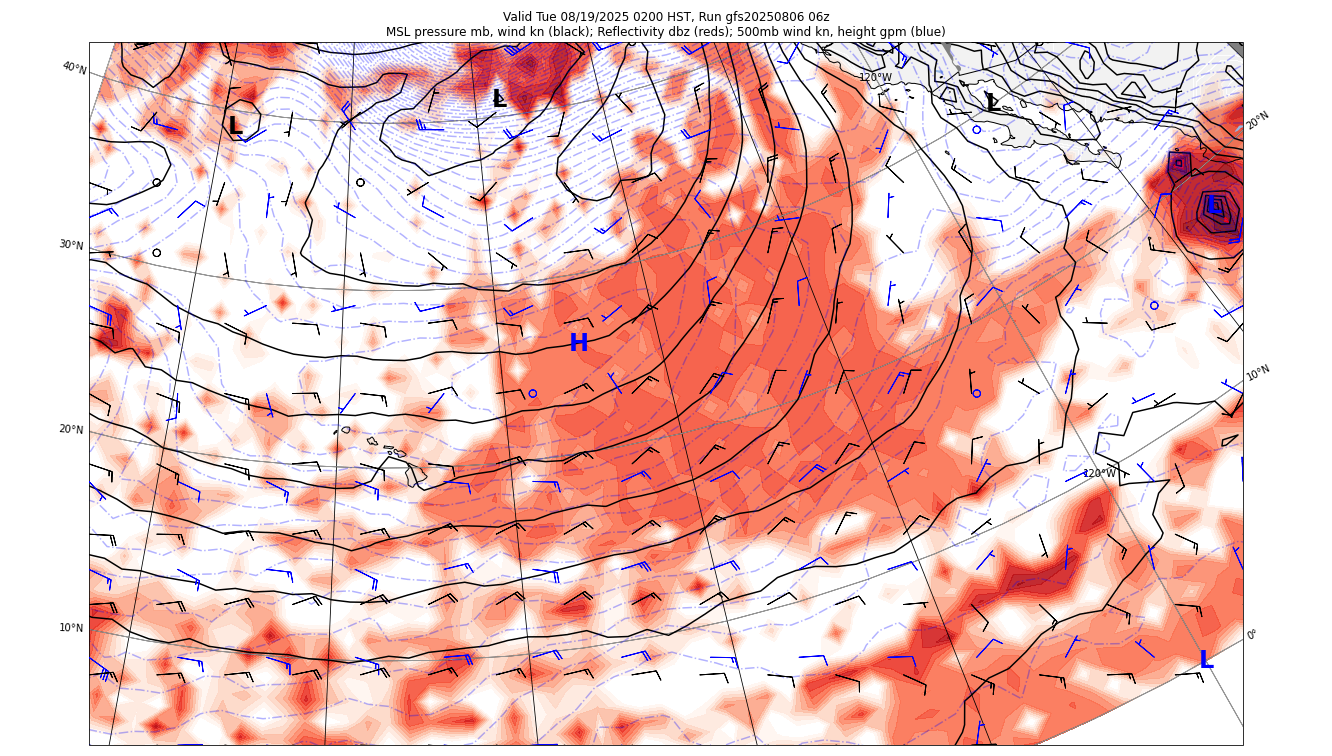 Valid Tue 08/19/2025 0200 HST, Run gfs20250806 06z
MSL pressure mb, wind kn (black); Reflectivity dbz (reds); 500mb wind kn, height gpm (blue)
40°N
120°W
L
L
L
20°N
L
30°N
H
10°N
20°N
120°W
10°N
0°
L